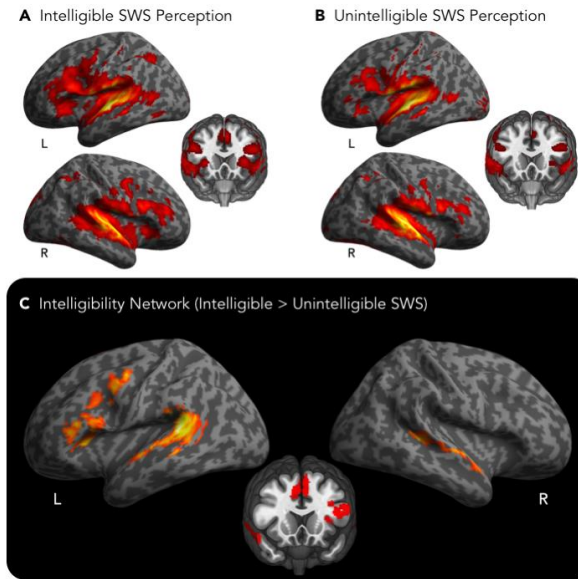 A Intelligible SWS Perception
B Unintelligible SWS Perception
L
L
R
R
C Intelligibility Network (Intelligible > Unintelligible SWS)
L
R